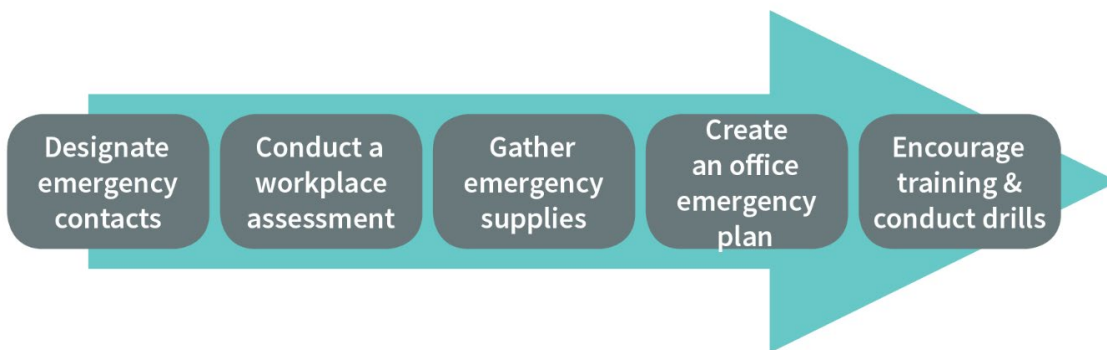 Designate
emergency
contacts
Conduct a
workplace
assessment
Gather
emergency
supplies
Create
an office
emergency
plan
Encourage
training &
conduct drills